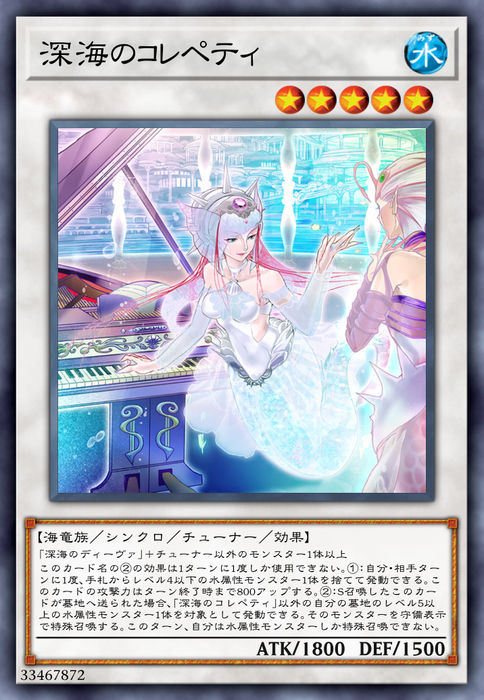 深海のコレペティ
みず
水
【海竜族／シンクロ／チューナー／効果】
「深海のディーヴァ」＋チューナー以外のモンスター1体以上
このカード名の②の効果は1ターンに1度しか使用できない。①：自分・相手ター
ンに1度、手札からレベル4以下の水属性モンスター1体を捨てて発動できる。こ
のカードの攻撃力はターン終了時まで800アップする。②：S召喚したこのカー
ドが墓地へ送られた場合、「深海のコレペティ」以外の自分の墓地のレベル5以
上の水属性モンスター1体を対象として発動できる。そのモンスターを守備表示
で特殊召喚する。このターン、自分は水属性モンスターしか特殊召喚できない。
ATK/1800 DEF/1500
33467872